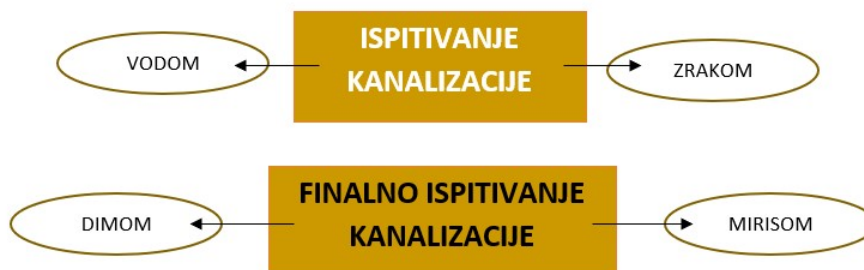 ISPITIVANJE
KANALIZACIJE
VODOM
ZRAKOM
FINALNO ISPITIVANJE
KANALIZACIJE
DIMOM
MIRISOM